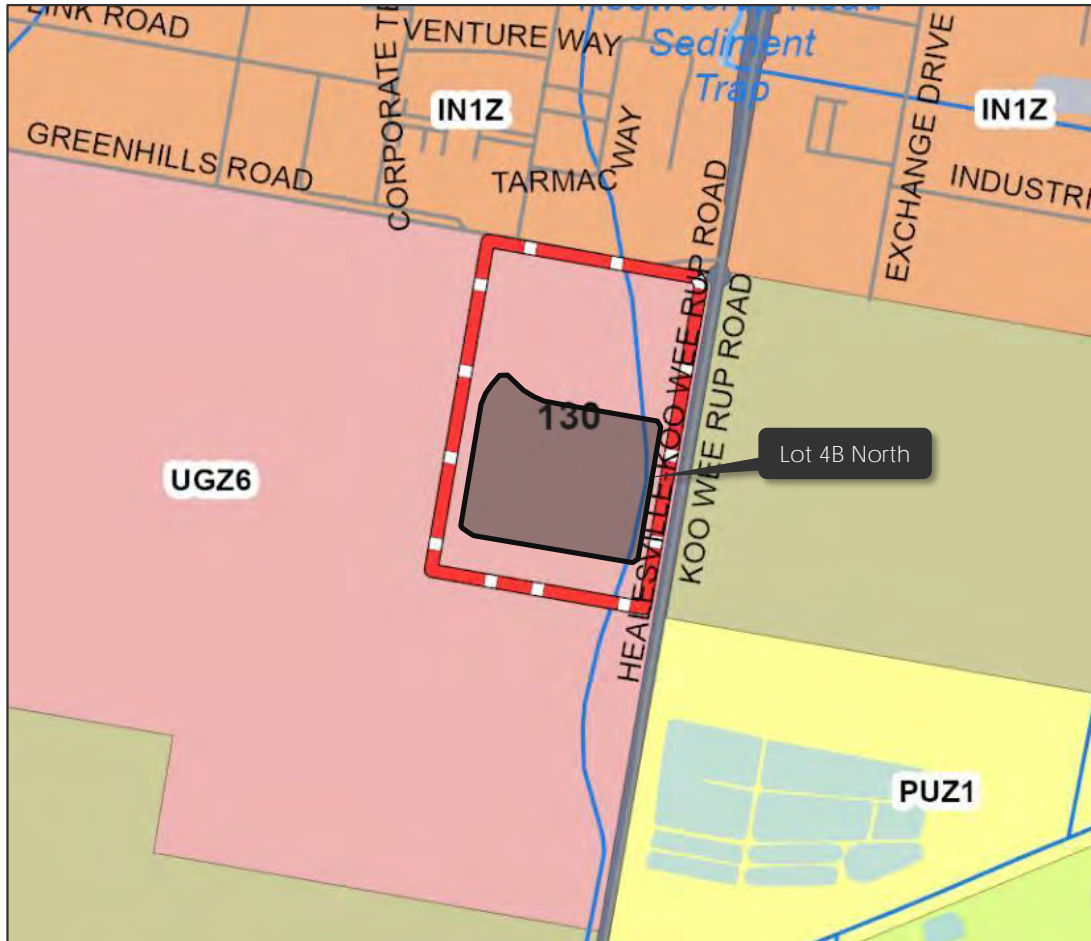 LINK ROAD
VENTURE WAY
Sediment
Trap
IN1Z
IN1Z
CORPORATE
EXCHANGE DRIVE
GREENHILLS ROAD
TARMAC WAY
HEALESVILLE-KOO WEE RUP ROAD
KOO WEE RUP ROAD
130
Lot 4B North
UGZ6
PUZ1